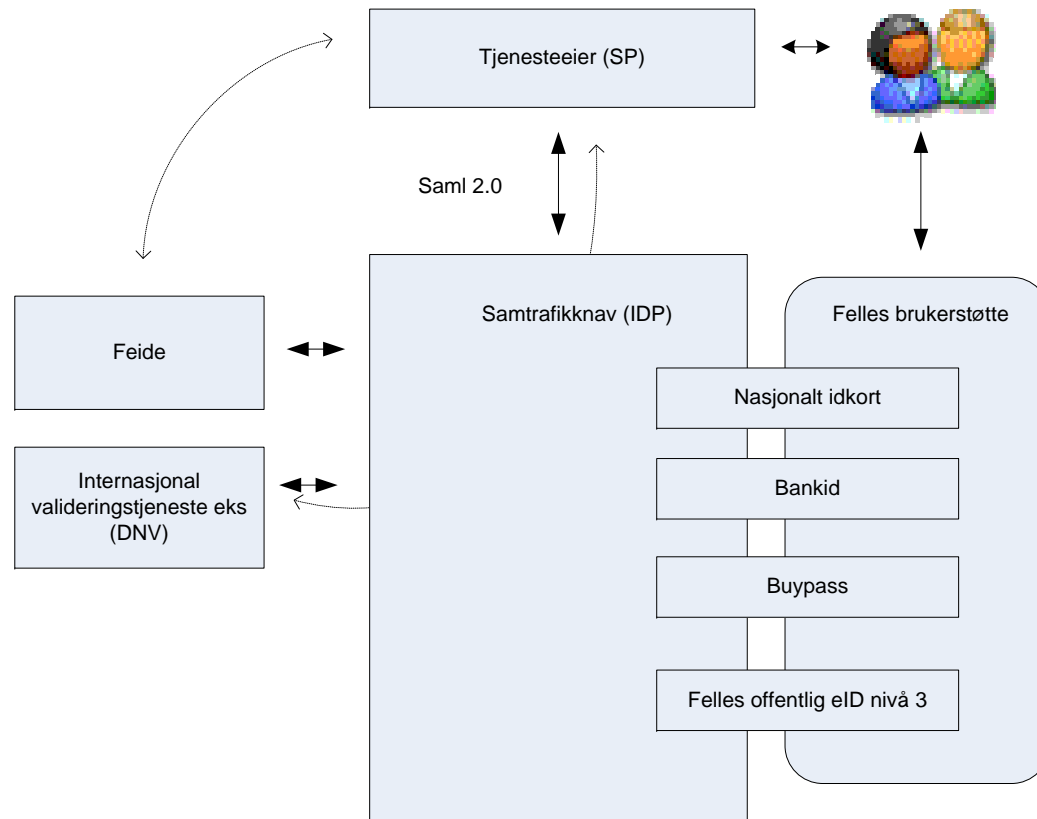 Tjenesteeier (SP)
Saml 2.0
Samtrafikknav (IDP)
Felles brukerstøtte
Feide
Nasjonalt idkort
Internasjonal
valideringstjeneste eks
(DNV)
Bankid
Buypass
Felles offentlig eID nivå 3